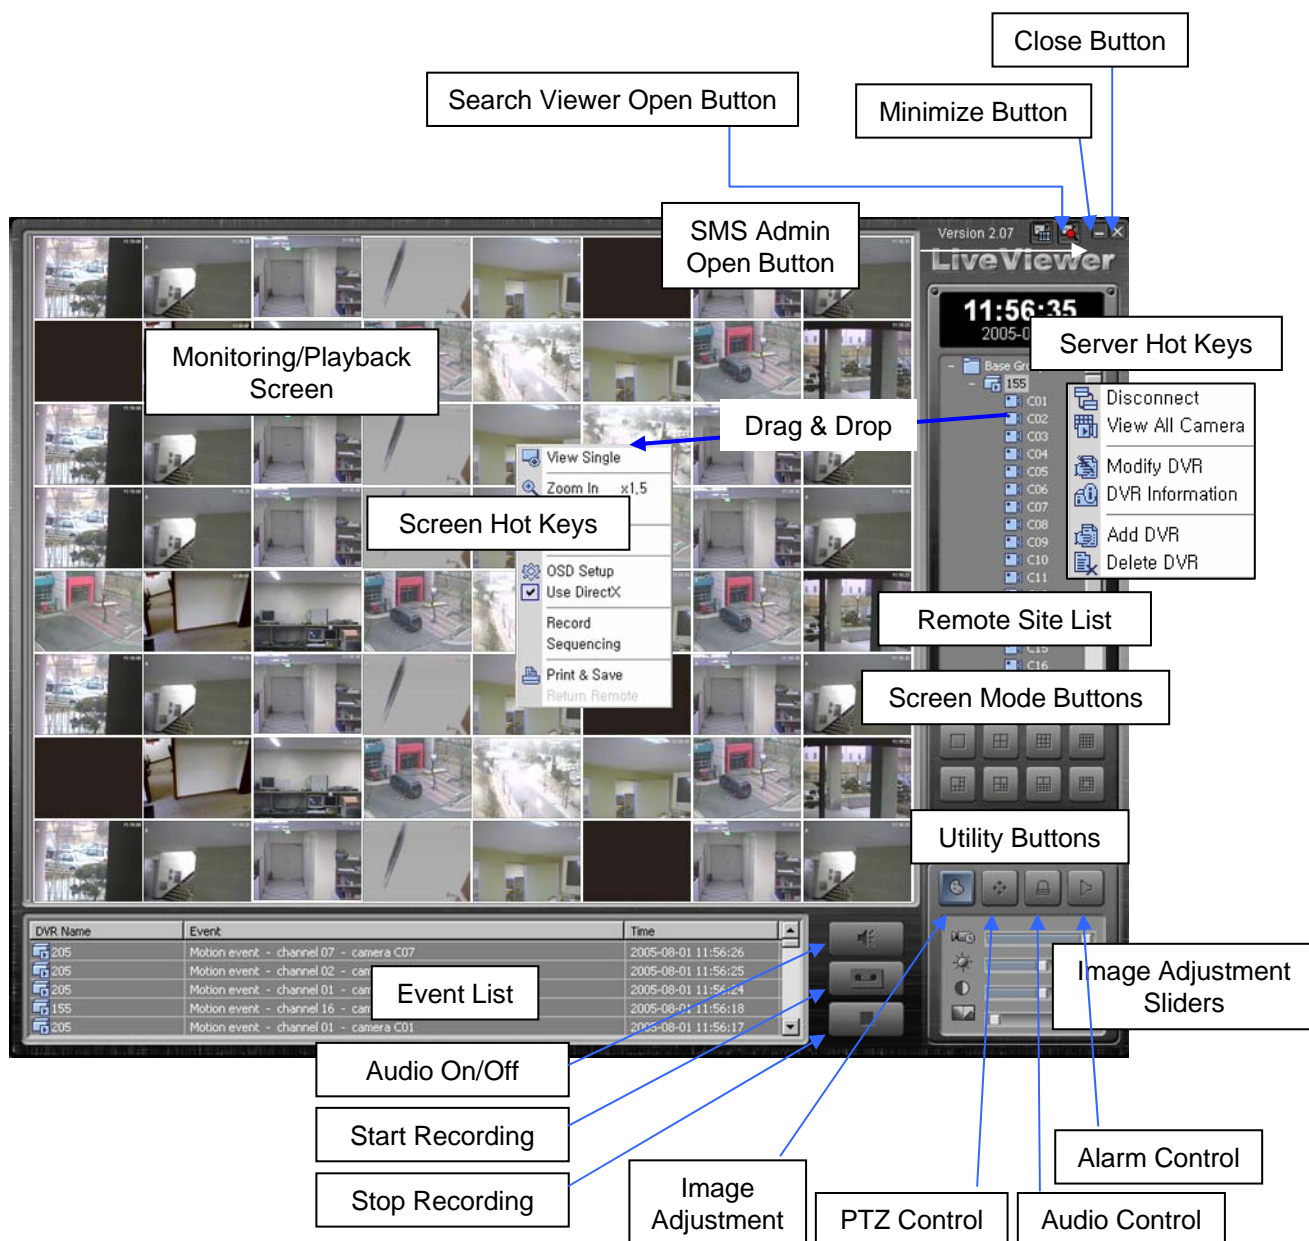 Close Button
Search Viewer Open Button
Minimize Button
SMS Admin
Open Button
Version 2.07
LiveViewer
11:56:35
2005-0
Monitoring/Playback
Screen
Server Hot Keys
Base Gro
155
C01
C02
C03
C04
C05
C06
C07
C08
C09
C10
C11
C15
C16
Disconnect
View All Camera
Modify DVR
DVR Information
Add DVR
Delete DVR
Drag & Drop
View Single
Zoom In x1,5
Screen Hot Keys
OSD Setup
Use DirectX
Record
Sequencing
Print & Save
Return Remote
Remote Site List
Screen Mode Buttons
Utility Buttons
DVR Name Event Time
205 Motion event - channel 07 - camera C07 2005-08-01 11:56:26
205 Motion event - channel 02 - cam 2005-08-01 11:56:25
205 Motion event - channel 01 - cam 2005-08-01 11:56:24
155 Motion event - channel 16 - cam 2005-08-01 11:56:18
205 Motion event - channel 01 - camera C01 2005-08-01 11:56:17
Event List
Image Adjustment
Sliders
Audio On/Off
Start Recording
Stop Recording
Image
Adjustment
PTZ Control
Audio Control
Alarm Control